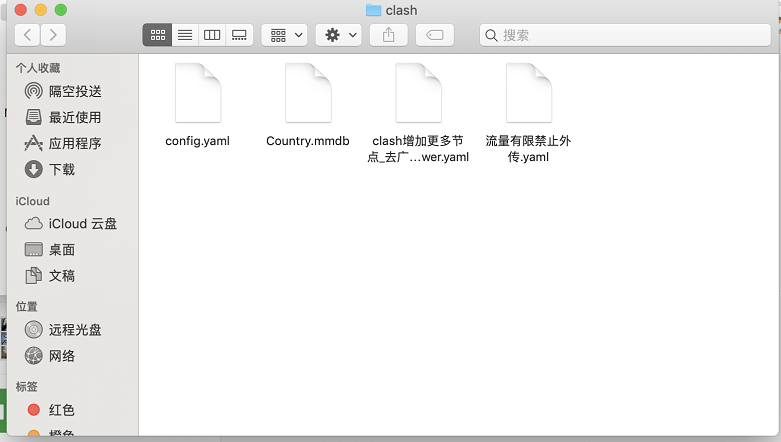 clash
搜索
个人收藏
隔空投送
最近使用
应用程序
下载
iCloud
iCloud 云盘
桌面
文稿
位置
远程光盘
网络
标签
红色
橙色
config.yaml
Country.mmdb
clash增加更多节
点_去广...wer.yaml
流量有限禁止外
传.yaml